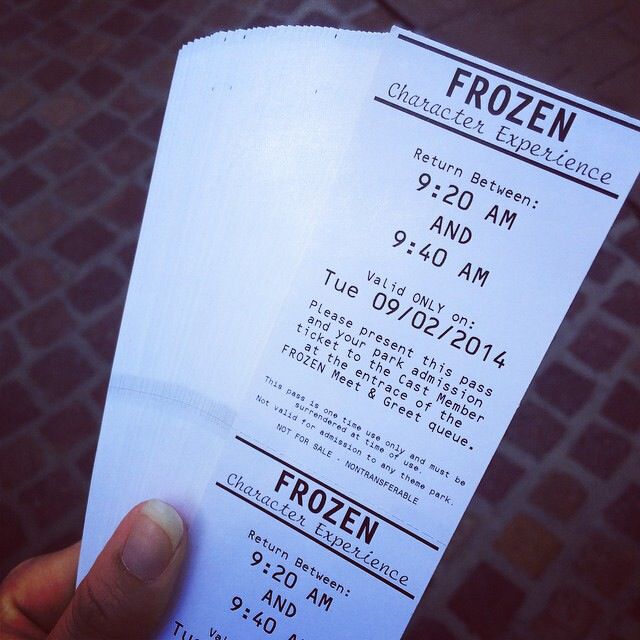 FROZEN
Character Experience
Return Between:
9:20 AM
AND
9:40 AM
Valid ONLY on:
Tue 09/02/2014
Please present this pass
and your park admission
ticket to the Cast Member
at the entrace of the
FROZEN Meet & Greet queue.
This pass is one time use only and must be
surrendered at time of use.
Not valid for admission to any theme park.
NOT FOR SALE - NONTRANSFERABLE
FROZEN
Character Experience
Return Between:
9:20 AM
AND
9:40 AM
Tue